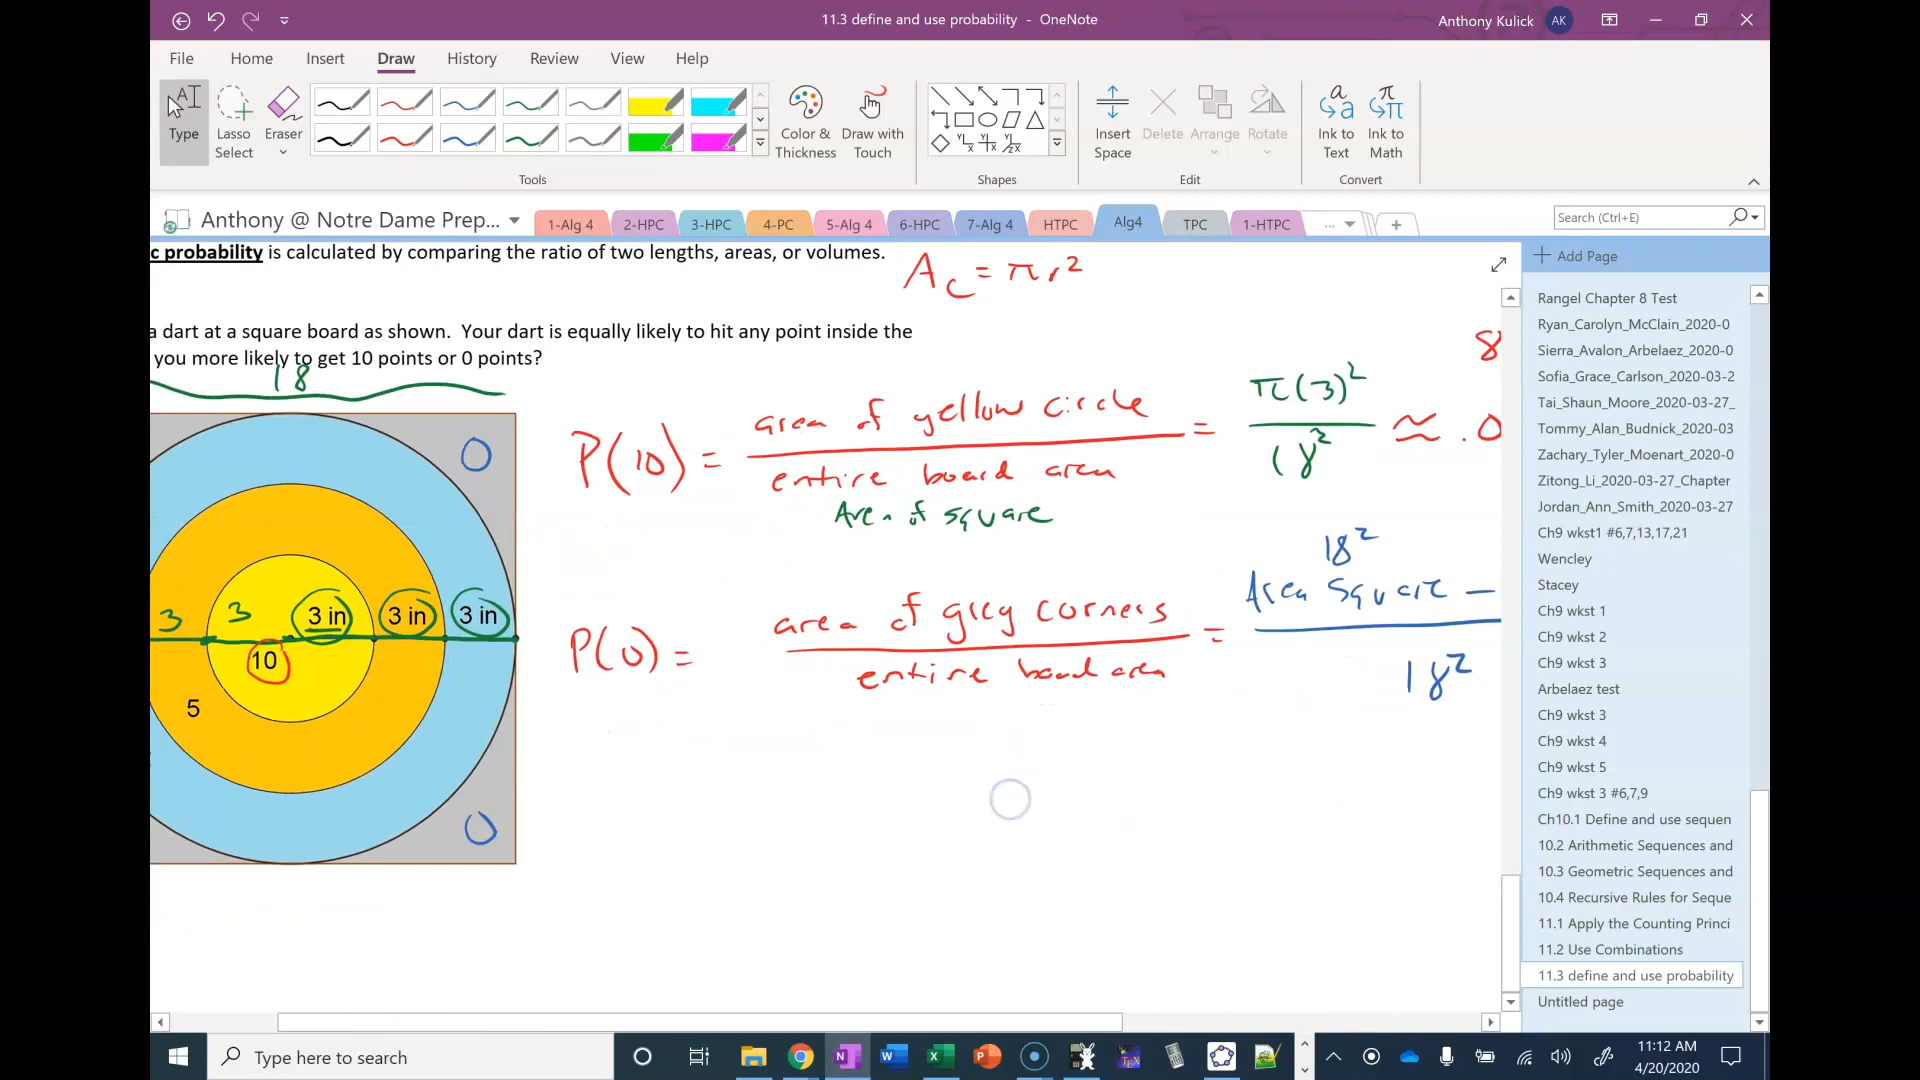 11.3 define and use probability - OneNote
Anthony Kulick AK
File Home Insert Draw History Review View Help
Type
Lasso Select
Eraser
Color & Thickness
Draw with Touch
Insert Space
Delete
Arrange
Rotate
Ink to Text
Ink to Math
Tools Shapes Edit Convert
Anthony @ Notre Dame Prep...
1-Alg 4 2-HPC 3-HPC 4-PC 5-Alg 4 6-HPC 7-Alg 4 HTPC Alg4 TPC 1-HTPC ...
Search (Ctrl+E)
c probability is calculated by comparing the ratio of two lengths, areas, or volumes.
A_c = πr²
a dart at a square board as shown. Your dart is equally likely to hit any point inside the
you more likely to get 10 points or 0 points?
8
18
P(10) = area of yellow circle / entire board area = π(3)² / 18² ≈ .0
Area of square
P(0) = area of grey corners / entire board area = Area square − / 18²
18²
0
3 3 3 in 3 in 3 in
10
5
0
Add Page
Rangel Chapter 8 Test
Ryan_Carolyn_McClain_2020-0
Sierra_Avalon_Arbelaez_2020-0
Sofia_Grace_Carlson_2020-03-2
Tai_Shaun_Moore_2020-03-27_
Tommy_Alan_Budnick_2020-03
Zachary_Tyler_Moenart_2020-0
Zitong_Li_2020-03-27_Chapter
Jordan_Ann_Smith_2020-03-27
Ch9 wkst1 #6,7,13,17,21
Wencley
Stacey
Ch9 wkst 1
Ch9 wkst 2
Ch9 wkst 3
Arbelaez test
Ch9 wkst 3
Ch9 wkst 4
Ch9 wkst 5
Ch9 wkst 3 #6,7,9
Ch10.1 Define and use sequen
10.2 Arithmetic Sequences and
10.3 Geometric Sequences and
10.4 Recursive Rules for Seque
11.1 Apply the Counting Princi
11.2 Use Combinations
11.3 define and use probability
Untitled page
Type here to search
11:12 AM
4/20/2020